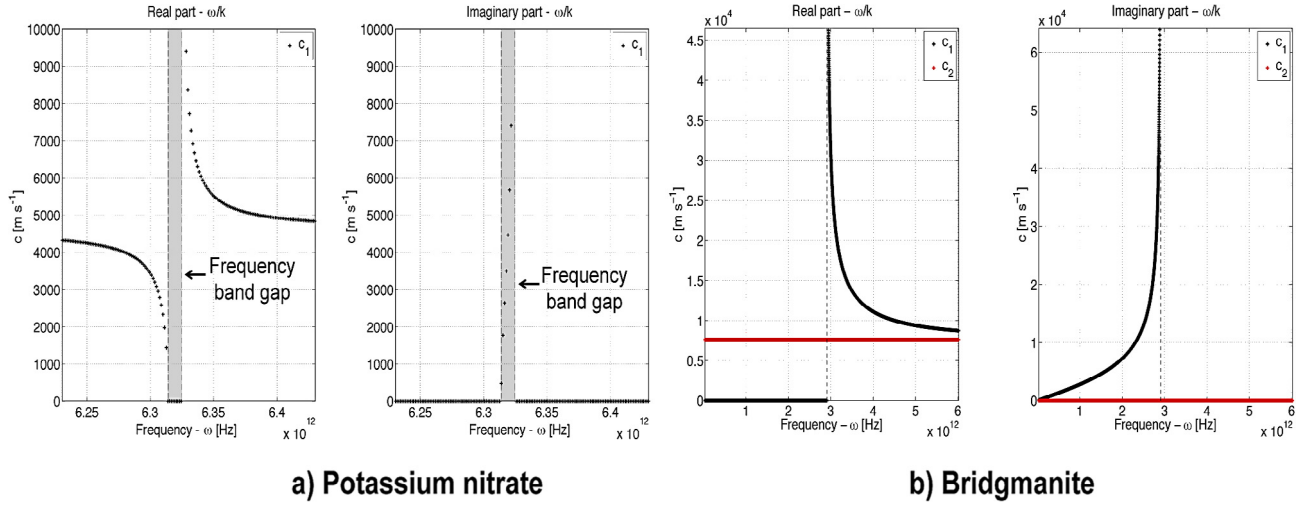 Real part - ω/k
10000
9000
8000
7000
6000
5000
4000
3000
2000
1000
0
c [m s⁻¹]
c₁
Frequency
band gap
6.25
6.3
6.35
6.4
Frequency - ω [Hz]
x 10¹²
Imaginary part - ω/k
10000
9000
8000
7000
6000
5000
4000
3000
2000
1000
0
c [m s⁻¹]
c₁
Frequency
band gap
6.25
6.3
6.35
6.4
Frequency - ω [Hz]
x 10¹²
a) Potassium nitrate
x 10⁴
Real part – ω/k
4.5
4
3.5
3
2.5
2
1.5
1
0.5
0
c [m s⁻¹]
c₁
c₂
1
2
3
4
5
6
Frequency – ω [Hz]
x 10¹²
x 10⁴
Imaginary part – ω/k
6
5
4
3
2
1
0
c [m s⁻¹]
c₁
c₂
1
2
3
4
5
6
Frequency – ω [Hz]
x 10¹²
b) Bridgmanite